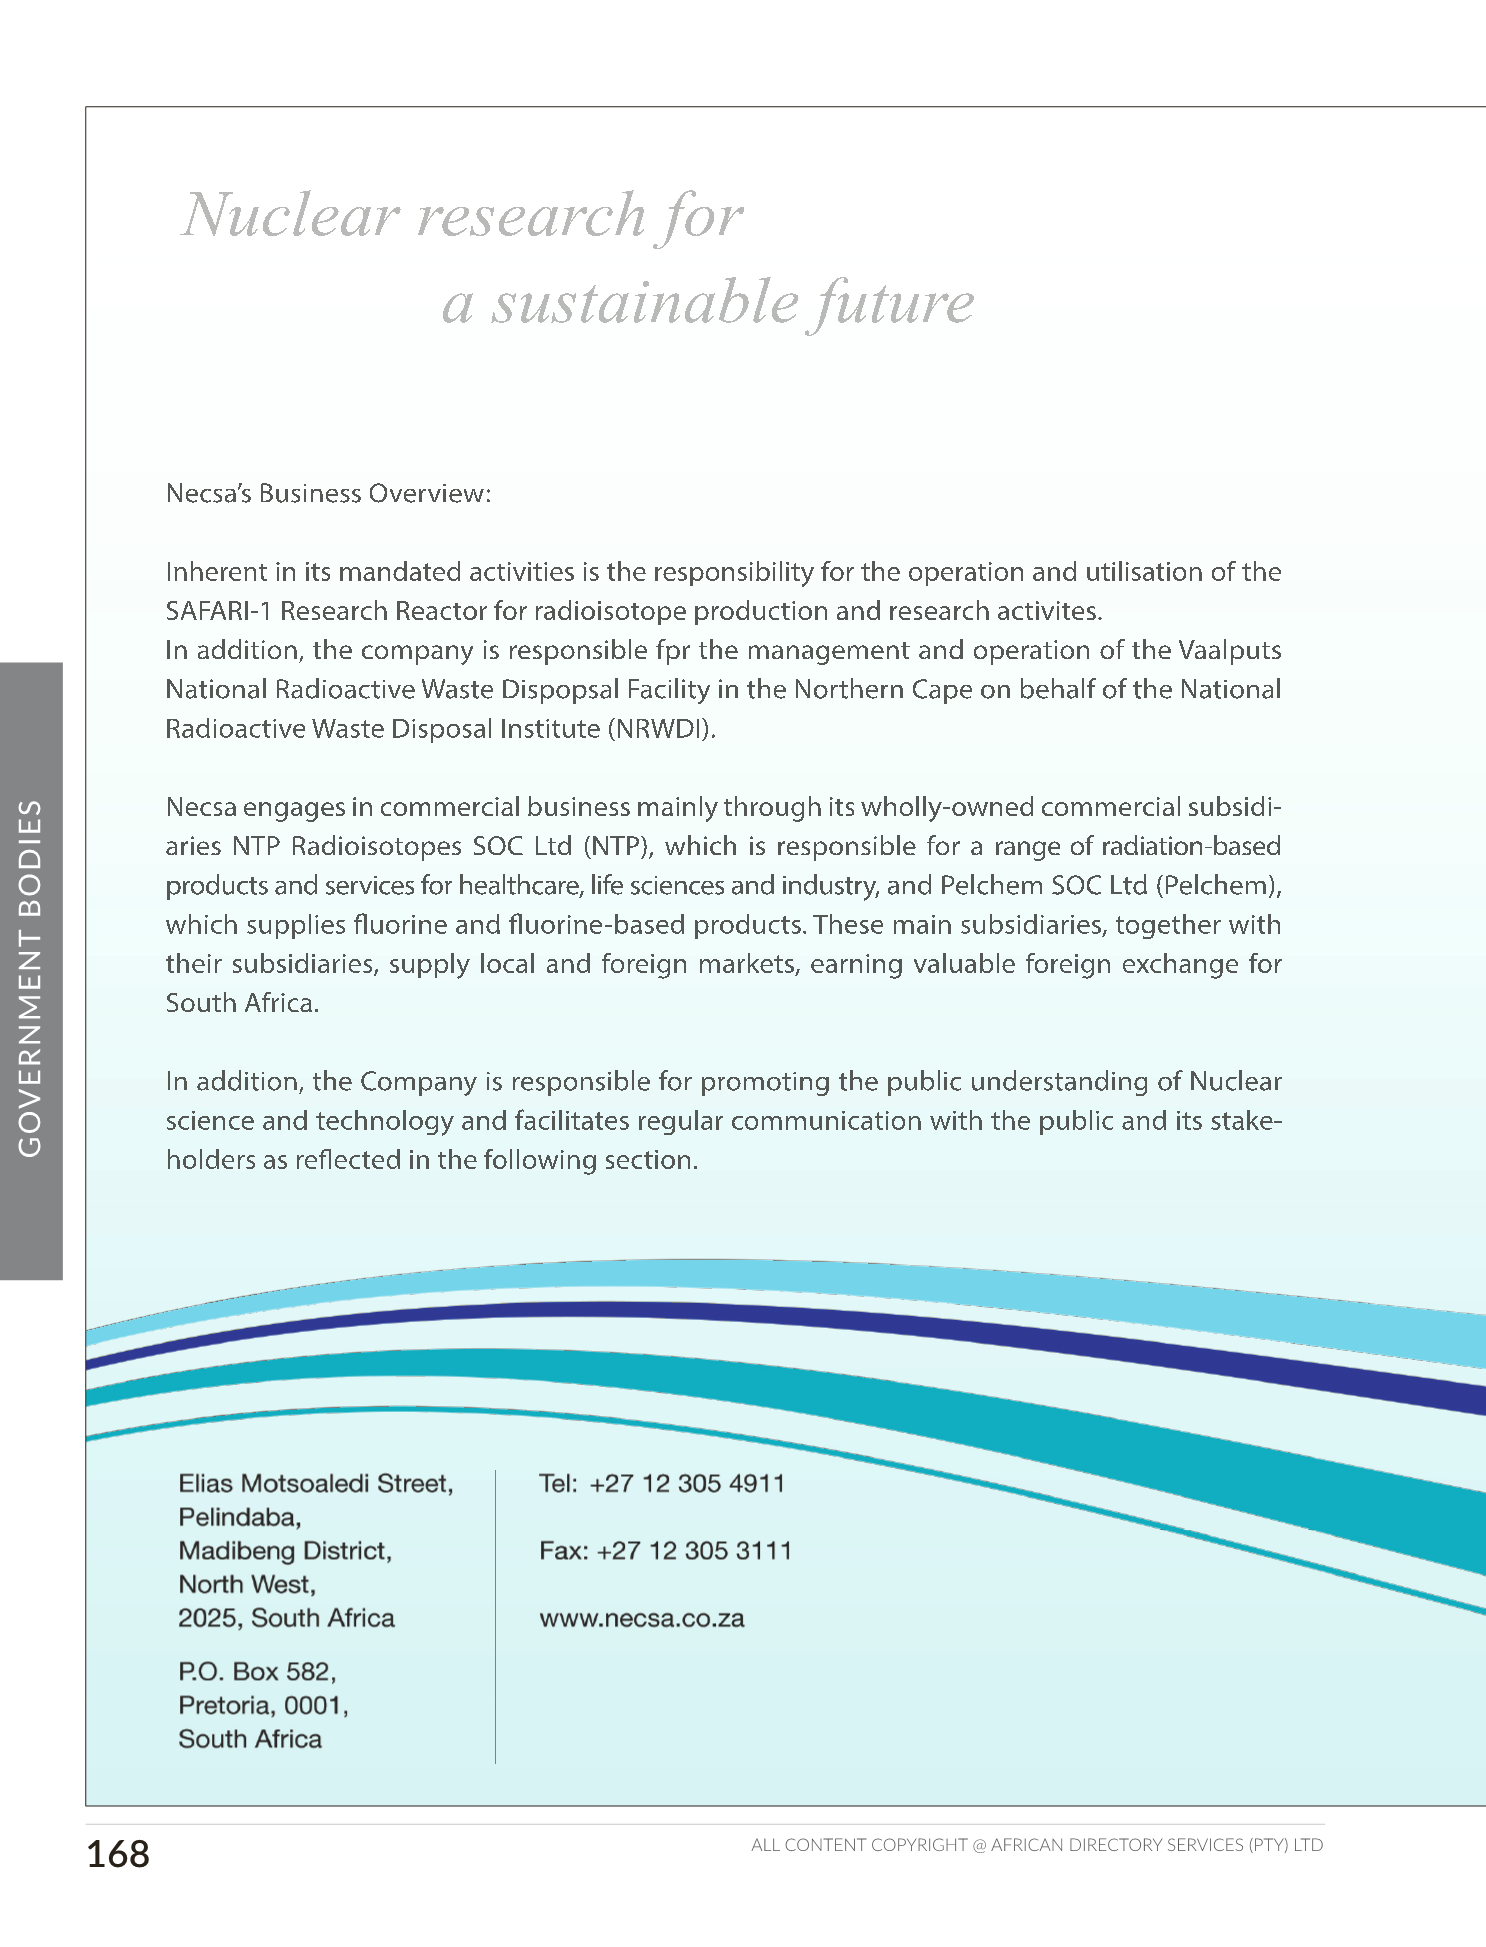 Nuclear research for
a sustainable future
Necsa’s Business Overview:
Inherent in its mandated activities is the responsibility for the operation and utilisation of the
SAFARI-1 Research Reactor for radioisotope production and research activites.
In addition, the company is responsible fpr the management and operation of the Vaalputs
National Radioactive Waste Dispopsal Facility in the Northern Cape on behalf of the National
Radioactive Waste Disposal Institute (NRWDI).
Necsa engages in commercial business mainly through its wholly-owned commercial subsidi-
aries NTP Radioisotopes SOC Ltd (NTP), which is responsible for a range of radiation-based
products and services for healthcare, life sciences and industry, and Pelchem SOC Ltd (Pelchem),
which supplies fluorine and fluorine-based products. These main subsidiaries, together with
their subsidiaries, supply local and foreign markets, earning valuable foreign exchange for
South Africa.
In addition, the Company is responsible for promoting the public understanding of Nuclear
science and technology and facilitates regular communication with the public and its stake-
holders as reflected in the following section.
GOVERNMENT BODIES
Elias Motsoaledi Street,
Pelindaba,
Madibeng District,
North West,
2025, South Africa
P.O. Box 582,
Pretoria, 0001,
South Africa
Tel: +27 12 305 4911
Fax: +27 12 305 3111
www.necsa.co.za
168
ALL CONTENT COPYRIGHT @ AFRICAN DIRECTORY SERVICES (PTY) LTD